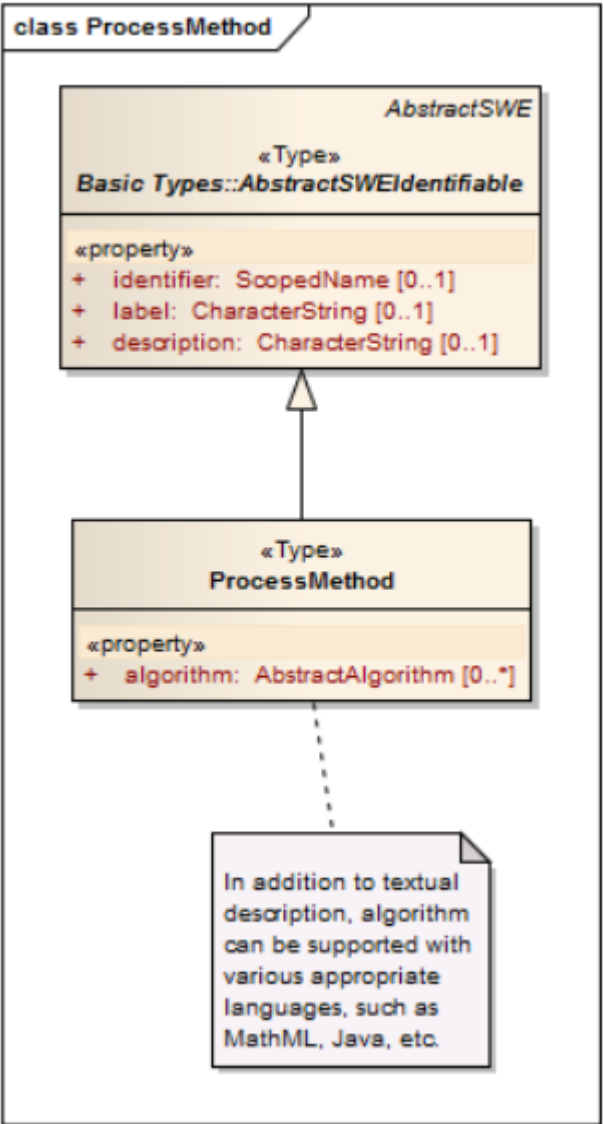 class ProcessMethod
AbstractSWE
«Type»
Basic Types::AbstractSWEIdentifiable
«property»
+ identifier: ScopedName [0..1]
+ label: CharacterString [0..1]
+ description: CharacterString [0..1]
«Type»
ProcessMethod
«property»
+ algorithm: AbstractAlgorithm [0..*]
In addition to textual
description, algorithm
can be supported with
various appropriate
languages, such as
MathML, Java, etc.